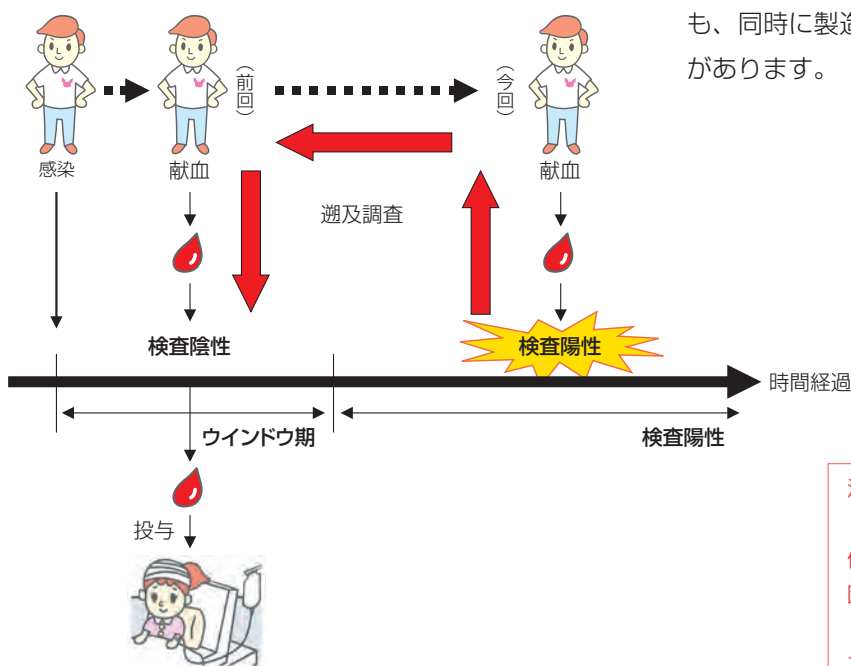 も、同時に製造
があります。
（前回）
（今回）
感染
献血
献血
遡及調査
検査陰性
検査陽性
時間経過
ウインドウ期
検査陽性
投与